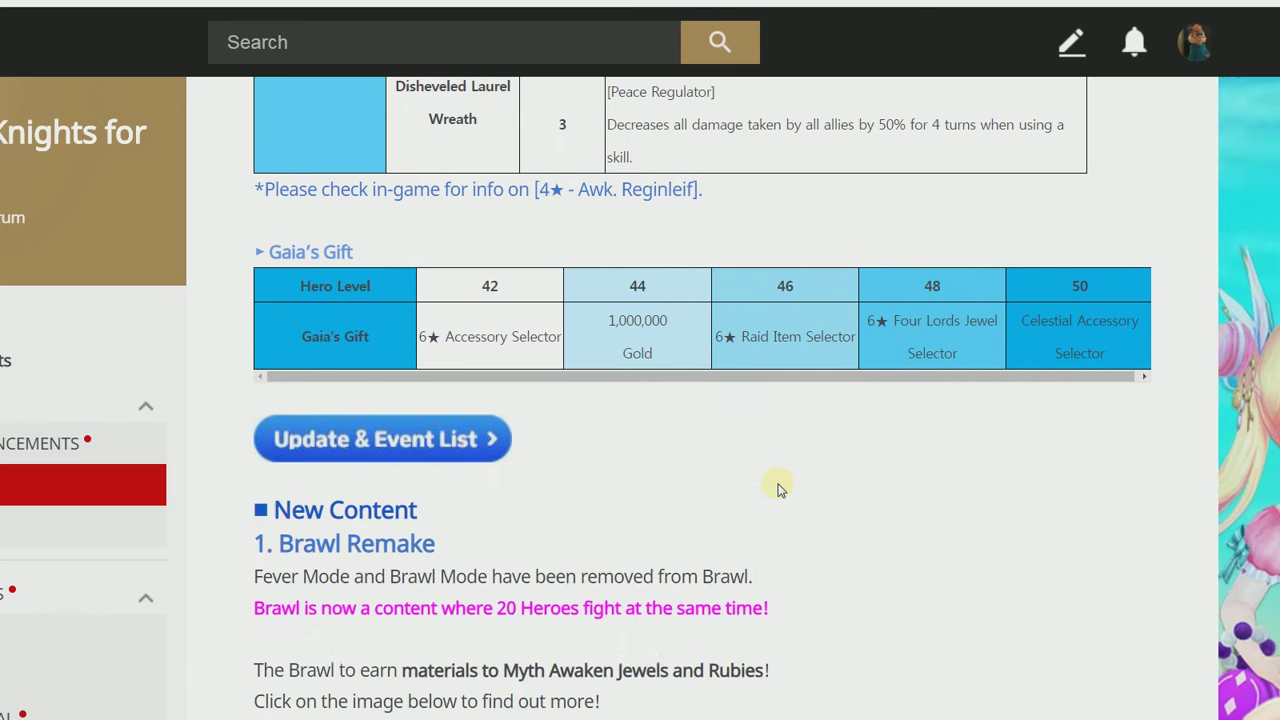 Search
Knights for
rum
ts
NCEMENTS
S
AL
Disheveled Laurel
Wreath
3
[Peace Regulator]
Decreases all damage taken by all allies by 50% for 4 turns when using a
skill.
*Please check in-game for info on [4★ - Awk. Reginleif].
► Gaia's Gift
Hero Level 42 44 46 48 50
Gaia's Gift
6★ Accessory Selector
1,000,000
Gold
6★ Raid Item Selector
6★ Four Lords Jewel
Selector
Celestial Accessory
Selector
Update & Event List >
■ New Content
1. Brawl Remake
Fever Mode and Brawl Mode have been removed from Brawl.
Brawl is now a content where 20 Heroes fight at the same time!
The Brawl to earn materials to Myth Awaken Jewels and Rubies!
Click on the image below to find out more!